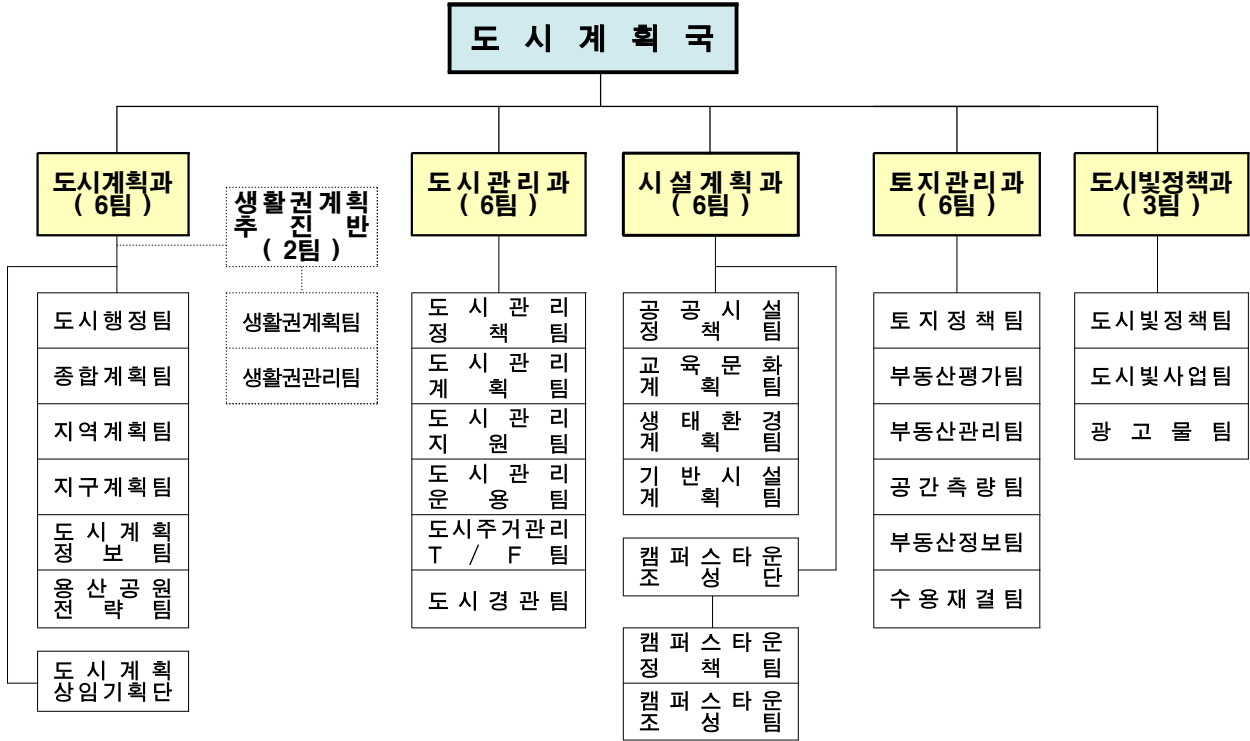 도 시 계 획 국
도시계획과
( 6팀 )
생활권계획
추 진 반
( 2팀 )
도시관리과
( 6팀 )
시설계획과
( 6팀 )
토지관리과
( 6팀 )
도시빛정책과
( 3팀 )
도시행정팀
종합계획팀
지역계획팀
지구계획팀
도 시 계 획
정 보 팀
용 산 공 원
전 략 팀
도 시 계 획
상임기획단
생활권계획팀
생활권관리팀
도 시 관 리
정 책 팀
도 시 관 리
계 획 팀
도 시 관 리
지 원 팀
도 시 관 리
운 용 팀
도시주거관리
T / F 팀
도시경관팀
공 공 시 설
정 책 팀
교 육 문 화
계 획 팀
생 태 환 경
계 획 팀
기 반 시 설
계 획 팀
캠퍼스타운
조 성 단
캠퍼스타운
정 책 팀
캠퍼스타운
조 성 팀
토지정책팀
부동산평가팀
부동산관리팀
공간측량팀
부동산정보팀
수용재결팀
도시빛정책팀
도시빛사업팀
광 고 물 팀